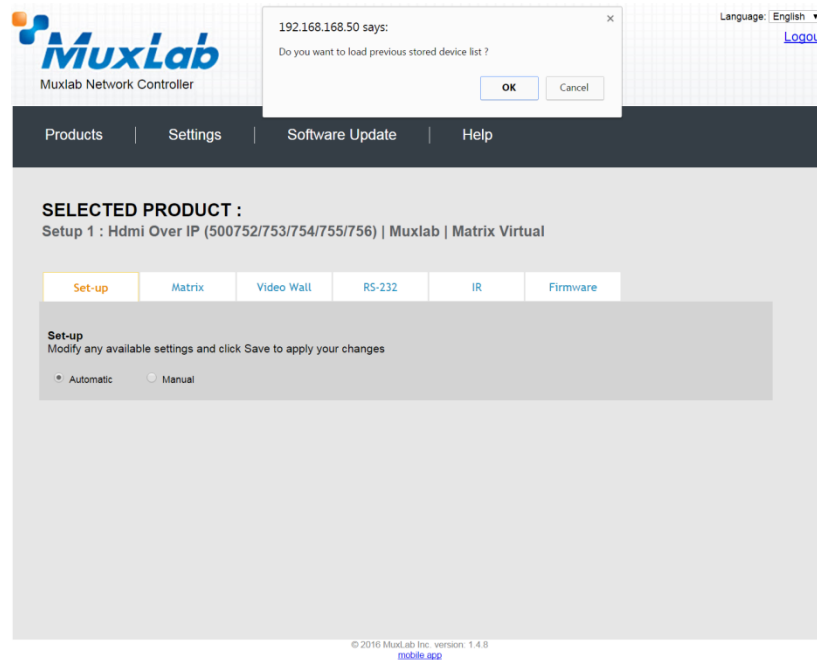 192.168.168.50 says:
Do you want to load previous stored device list ?
OK
Cancel
Language: English
Logou
MuxLab
Muxlab Network Controller
Products | Settings | Software Update | Help
SELECTED PRODUCT :
Setup 1 : Hdmi Over IP (500752/753/754/755/756) | Muxlab | Matrix Virtual
Set-up
Matrix
Video Wall
RS-232
IR
Firmware
Set-up
Modify any available settings and click Save to apply your changes
Automatic
Manual
© 2016 MuxLab Inc. version: 1.4.8
mobile app